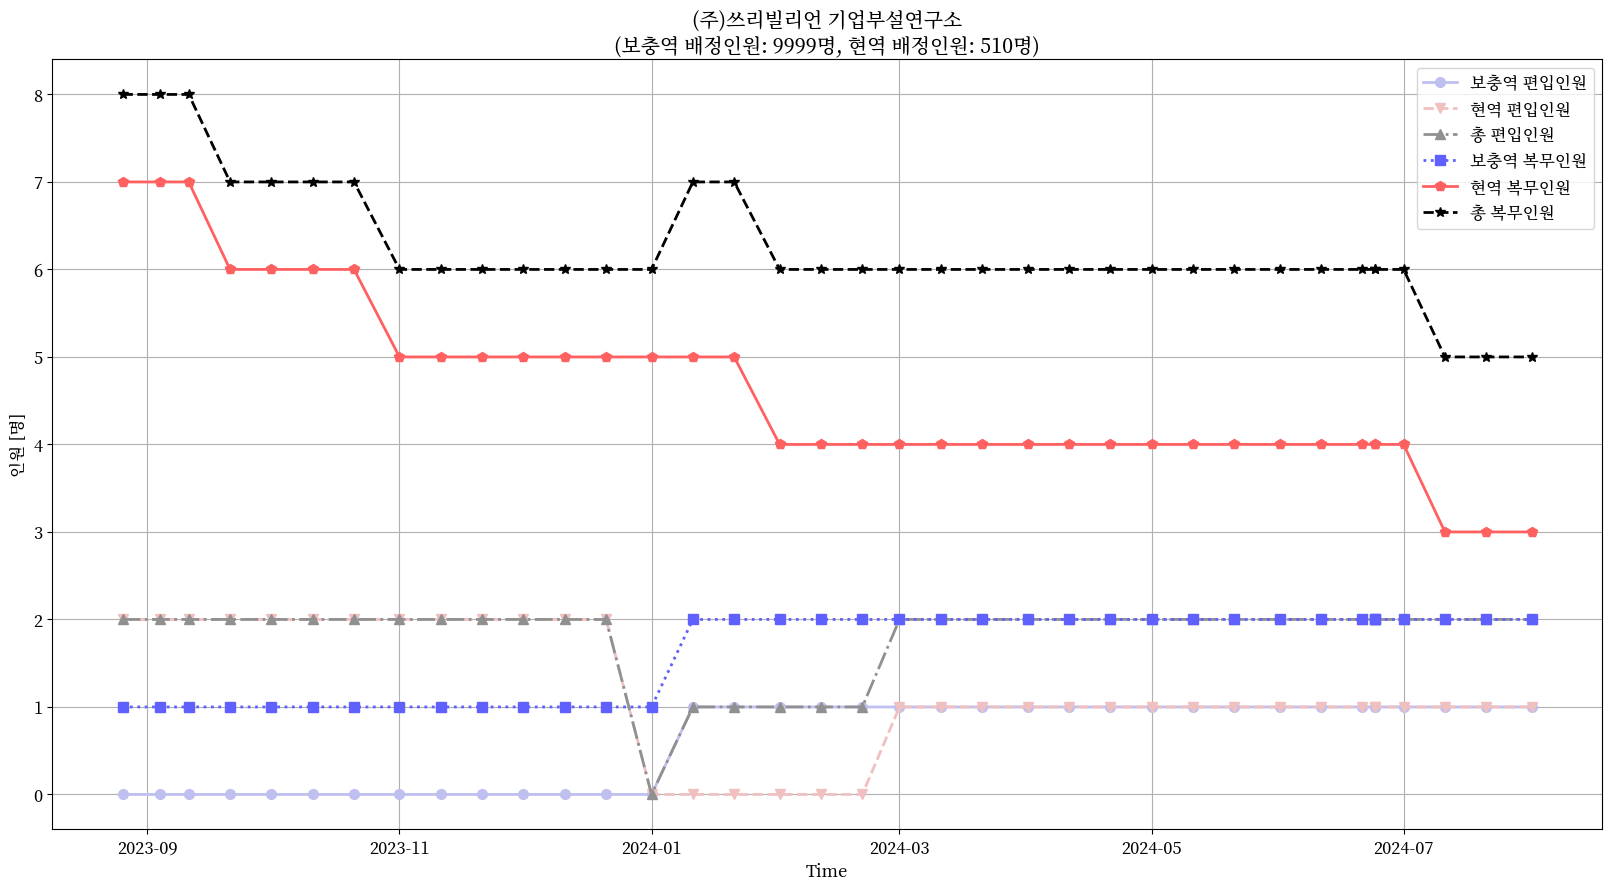 (주)쓰리빌리언 기업부설연구소
(보충역 배정인원: 9999명, 현역 배정인원: 510명)
보충역 편입인원
현역 편입인원
총 편입인원
보충역 복무인원
현역 복무인원
총 복무인원
인원 [명]
8
7
6
5
4
3
2
1
0
2023-09
2023-11
2024-01
2024-03
2024-05
2024-07
Time